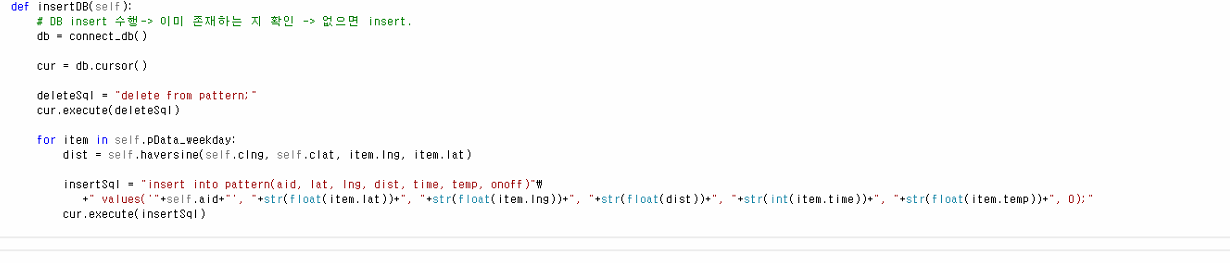 def insertDB(self):
    # DB insert 수행-> 이미 존재하는 지 확인 -> 없으면 insert.
    db = connect_db()
    cur = db.cursor()
    deleteSql = "delete from pattern;"
    cur.execute(deleteSql)
    for item in self.pData_weekday:
        dist = self.haversine(self.clng, self.clat, item.lng, item.lat)
        insertSql = "insert into pattern(aid, lat, lng, dist, time, temp, onoff)"₩
           +" values('"+self.aid+"', "+str(float(item.lat))+", "+str(float(item.lng))+", "+str(float(dist))+", "+str(int(item.time))+", "+str(float(item.temp))+", 0);"
        cur.execute(insertSql)